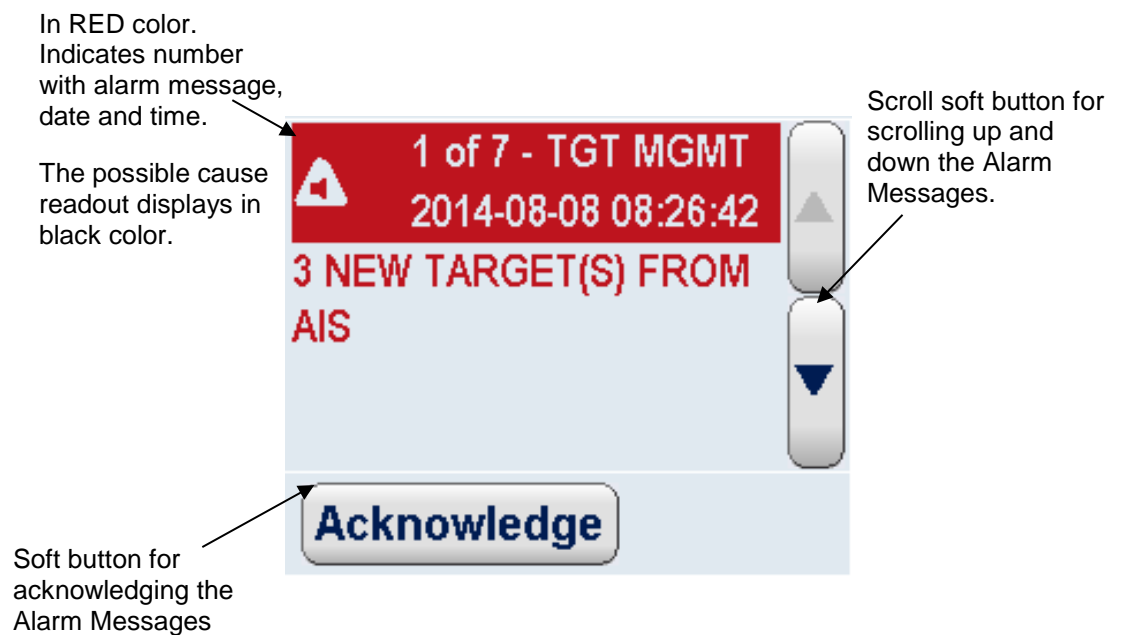 In RED color.
Indicates number
with alarm message,
date and time.
The possible cause
readout displays in
black color.
1 of 7 - TGT MGMT
2014-08-08 08:26:42
3 NEW TARGET(S) FROM
AIS
Acknowledge
Scroll soft button for
scrolling up and
down the Alarm
Messages.
Soft button for
acknowledging the
Alarm Messages